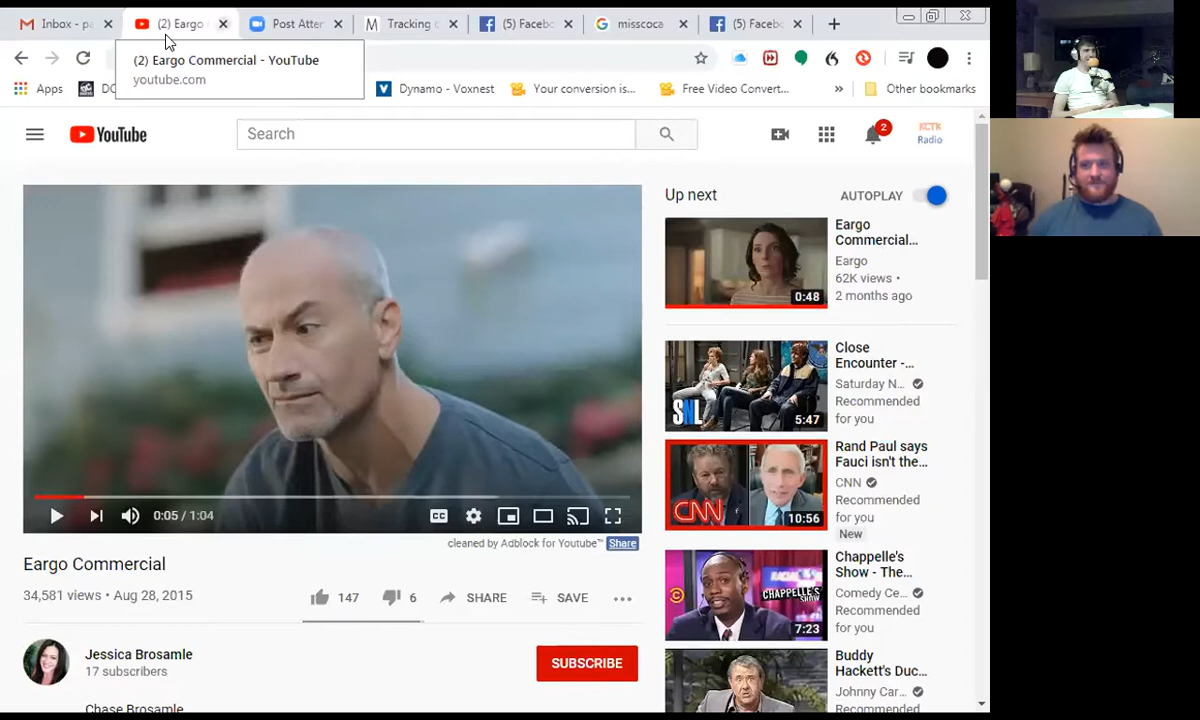 Inbox - pa
(2) Eargo
Post Atter
Tracking c
(5) Facebo
misscoca
(5) Facebo
(2) Eargo Commercial - YouTube
youtube.com
Apps
DC
Dynamo - Voxnest
Your conversion is...
Free Video Convert...
»
Other bookmarks
YouTube
Search
2
KCTK
Radio
Up next
AUTOPLAY
Eargo
Commercial...
Eargo
62K views •
2 months ago
0:48
Close
Encounter -...
Saturday N...
Recommended
for you
SNL
5:47
Rand Paul says
Fauci isn't the...
CNN
Recommended
for you
New
CNN
10:56
Chappelle's
Show - The...
Comedy Ce...
Recommended
for you
CHAPPELLE'S
SHOW
7:23
Buddy
Hackett's Duc...
Johnny Car...
Recommended
CC
0:05 / 1:04
cleaned by Adblock for Youtube™ Share
Eargo Commercial
34,581 views • Aug 28, 2015
147
6
SHARE
SAVE
Jessica Brosamle
17 subscribers
SUBSCRIBE
Chase Brosamle